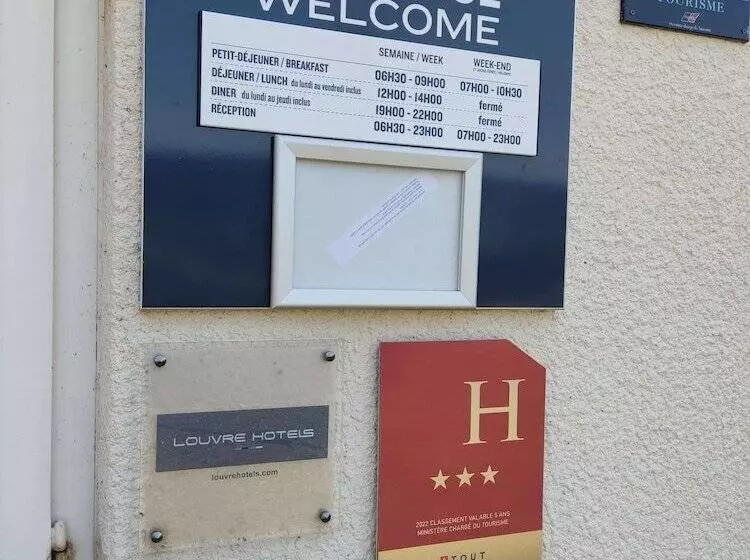 WELCOME
SEMAINE / WEEK WEEK-END
PETIT-DÉJEUNER / BREAKFAST 06H30 - 09H00 07H00 - 10H30
DÉJEUNER / LUNCH du lundi au vendredi inclus 12H00 - 14H00 fermé
DINER du lundi au jeudi inclus 19H00 - 22H00 fermé
RÉCEPTION 06H30 - 23H00 07H00 - 23H00
TOURISME
LOUVRE HOTELS
louvrehotels.com
H
2022 CLASSEMENT VALABLE 5 ANS
MINISTÈRE CHARGÉ DU TOURISME
TOUT